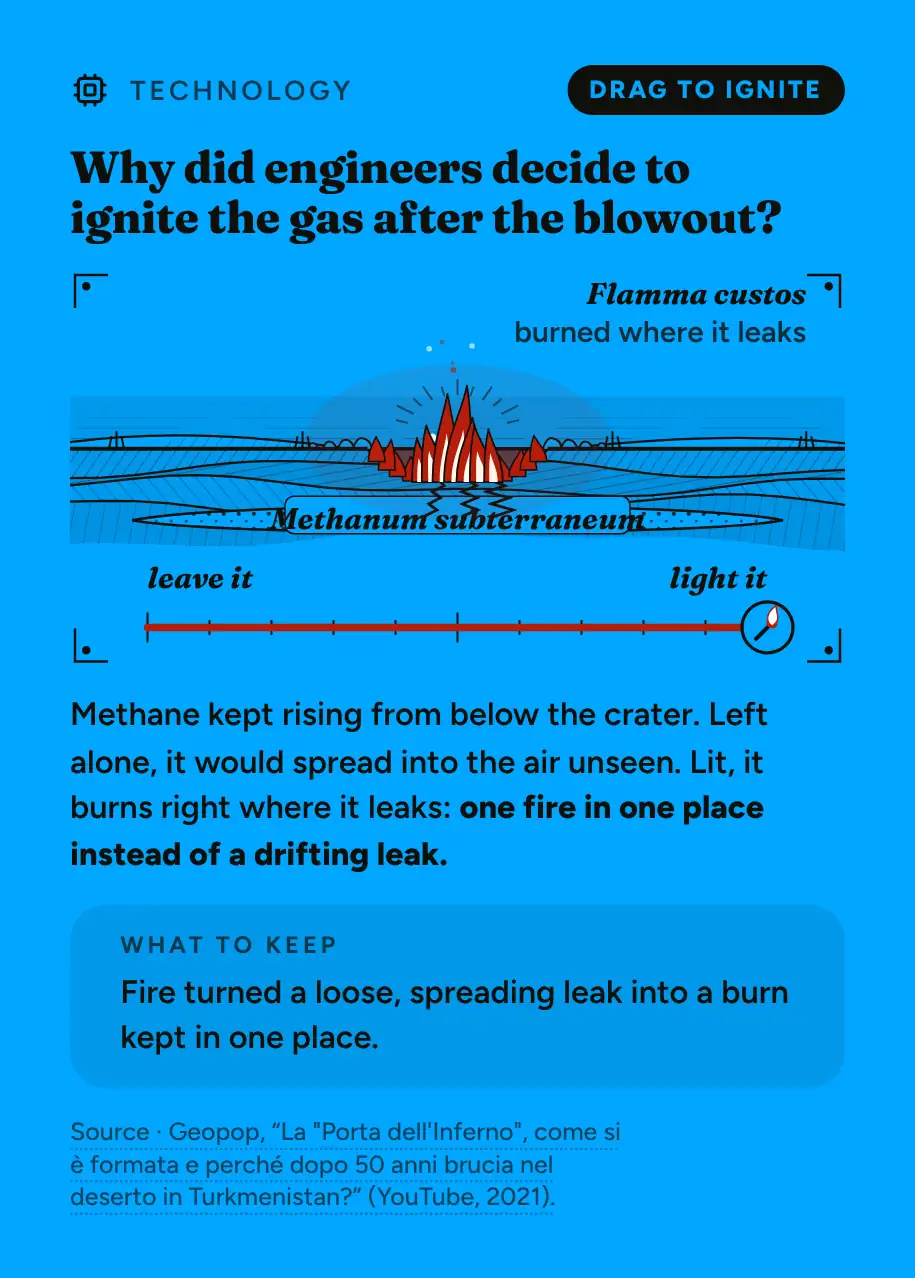 TECHNOLOGY
DRAG TO IGNITE
Why did engineers decide to
ignite the gas after the blowout?
Flamma custos
burned where it leaks
Methanum subterraneum
leave it
light it
Methane kept rising from below the crater. Left
alone, it would spread into the air unseen. Lit, it
burns right where it leaks: one fire in one place
instead of a drifting leak.
WHAT TO KEEP
Fire turned a loose, spreading leak into a burn
kept in one place.
Source · Geopop, “La "Porta dell'Inferno", come si
è formata e perché dopo 50 anni brucia nel
deserto in Turkmenistan?” (YouTube, 2021).